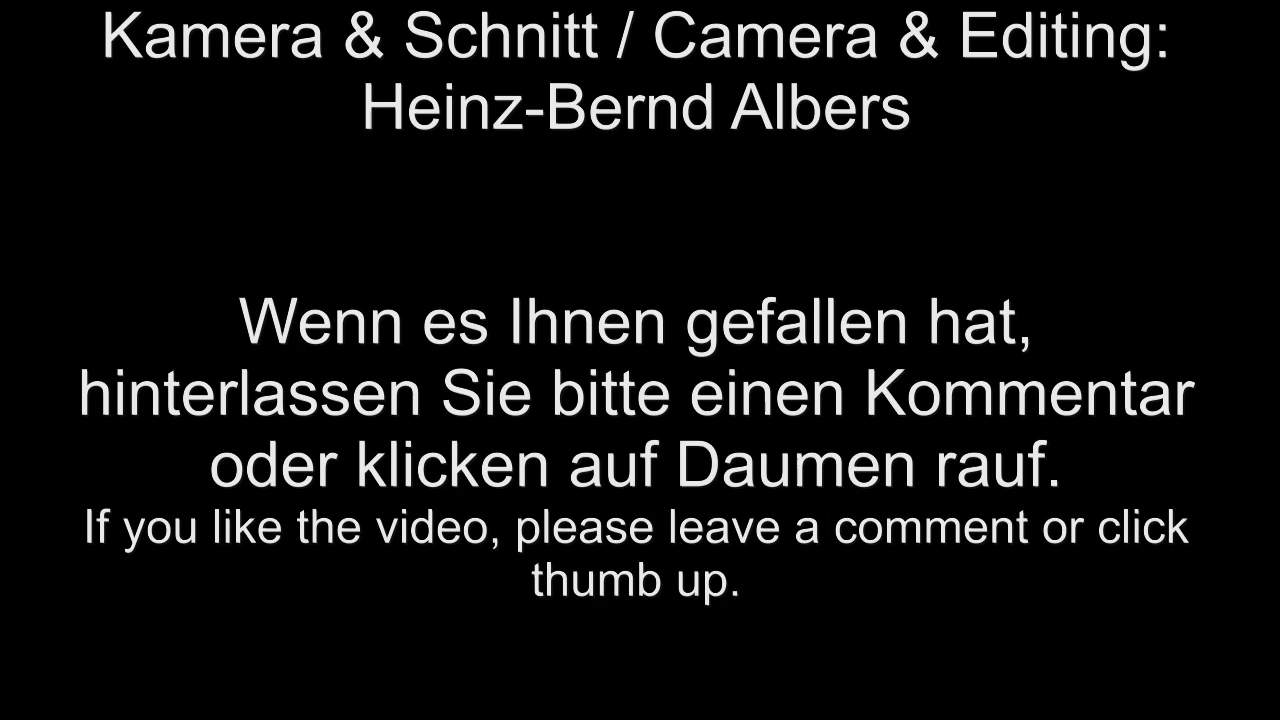 Kamera & Schnitt / Camera & Editing:
Heinz-Bernd Albers
Wenn es Ihnen gefallen hat,
hinterlassen Sie bitte einen Kommentar
oder klicken auf Daumen rauf.
If you like the video, please leave a comment or click
thumb up.